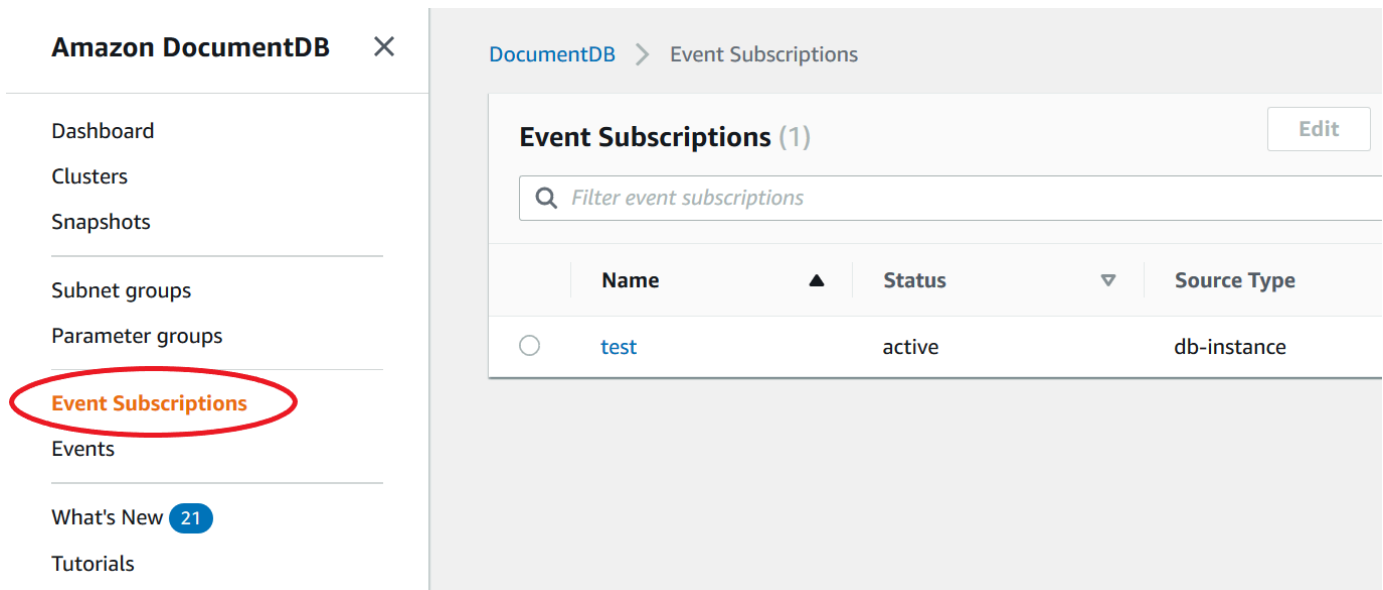 Amazon DocumentDB
Dashboard
Clusters
Snapshots
Subnet groups
Parameter groups
Event Subscriptions
Events
What's New 21
Tutorials
DocumentDB > Event Subscriptions
Event Subscriptions (1)
Edit
Filter event subscriptions
Name Status Source Type
test active db-instance